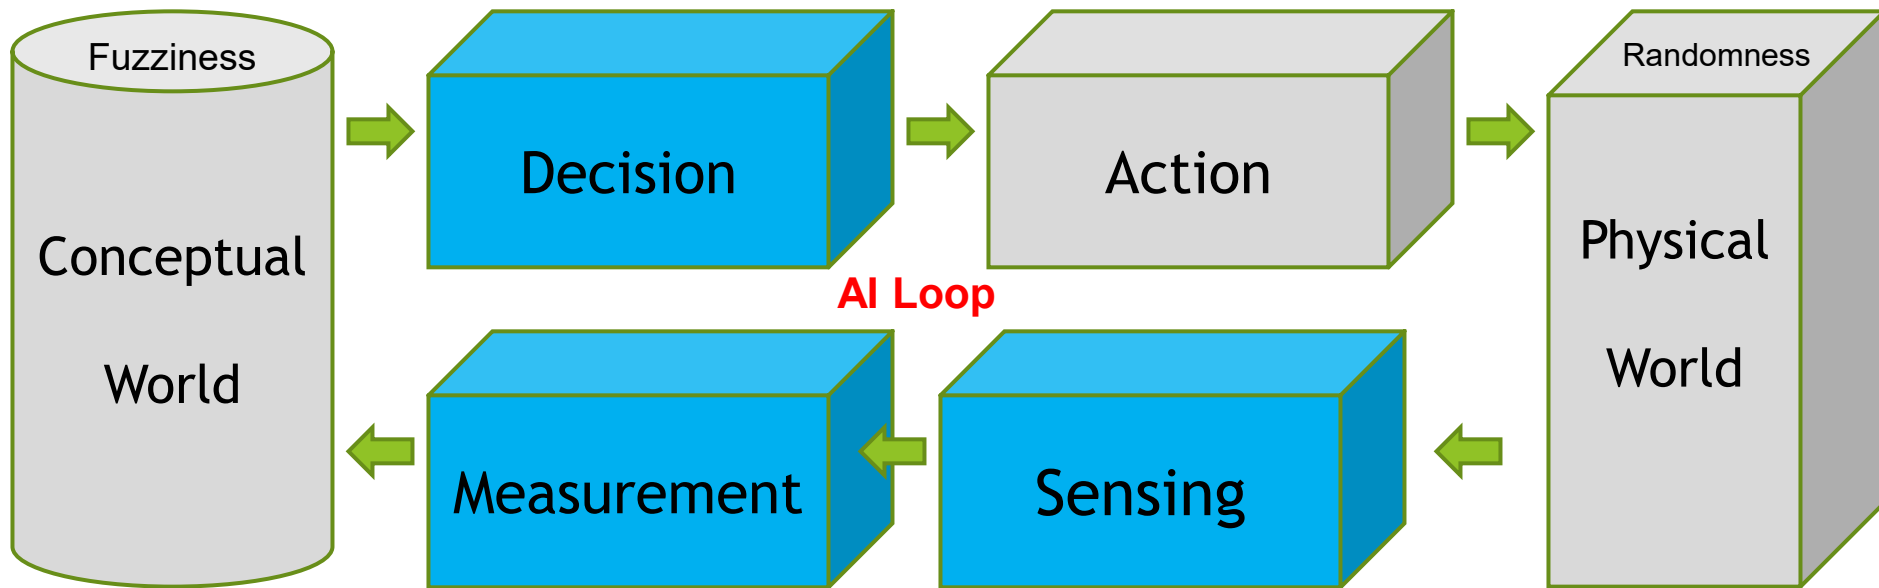 Fuzziness
Conceptual
World
Decision
Action
Randomness
Physical
World
AI Loop
Measurement
Sensing